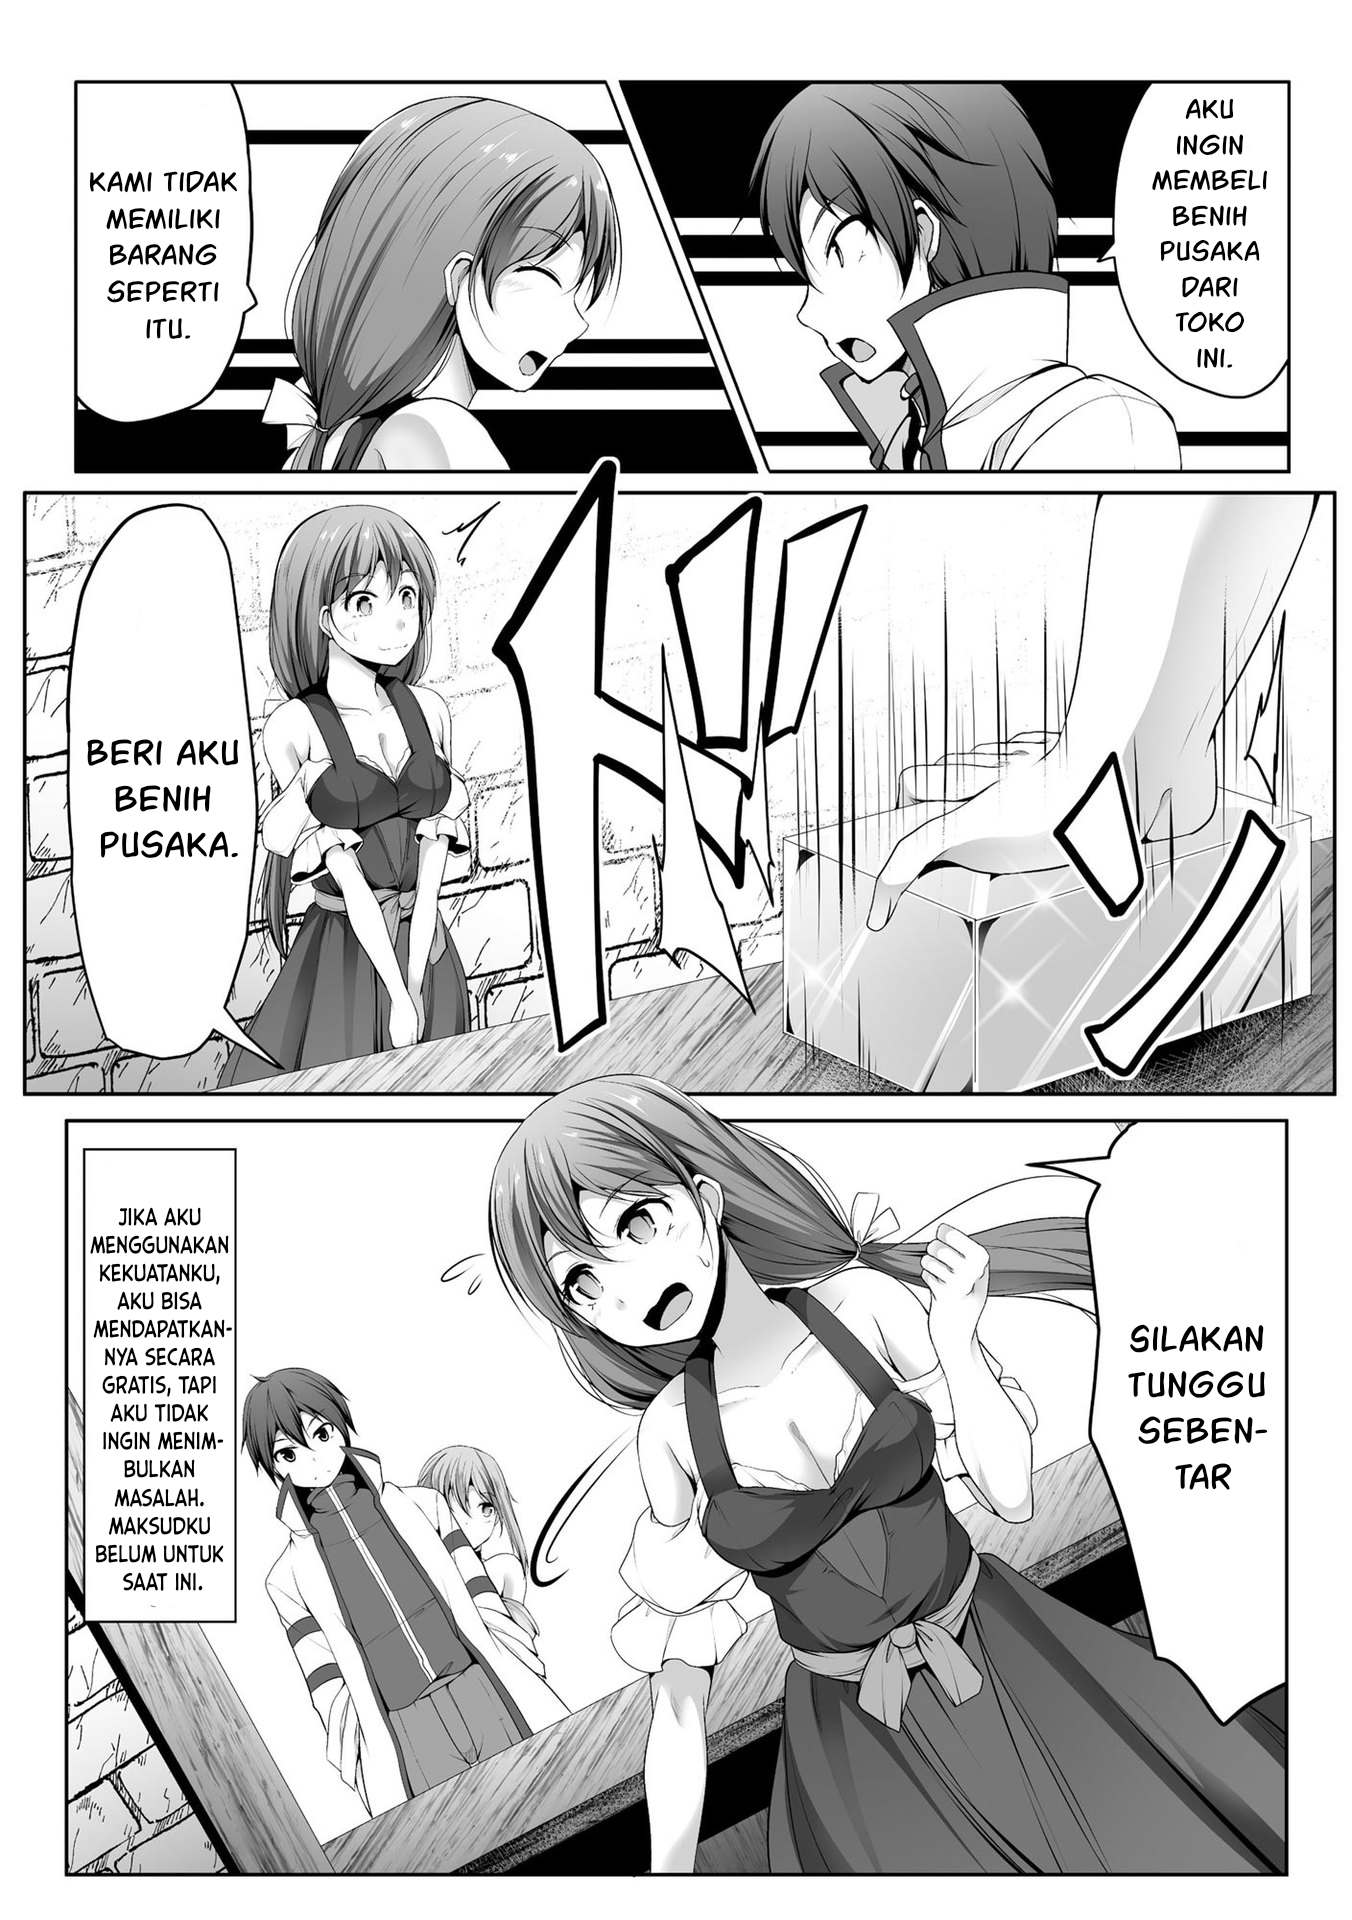 AKU
INGIN
MEMBELI
BENIH
PUSAKA
DARI
TOKO
INI.
KAMI TIDAK
MEMILIKI
BARANG
SEPERTI
ITU.
ドンッ
BERI AKU
BENIH
PUSAKA.
SILAKAN
TUNGGU
SEBEN-
TAR
JIKA AKU
MENGGUNAKAN
KEKUATANKU,
AKU BISA
MENDAPATKAN-
NYA SECARA
GRATIS, TAPI
AKU TIDAK
INGIN MENIM-
BULKAN
MASALAH.
MAKSUDKU
BELUM UNTUK
SAAT INI.